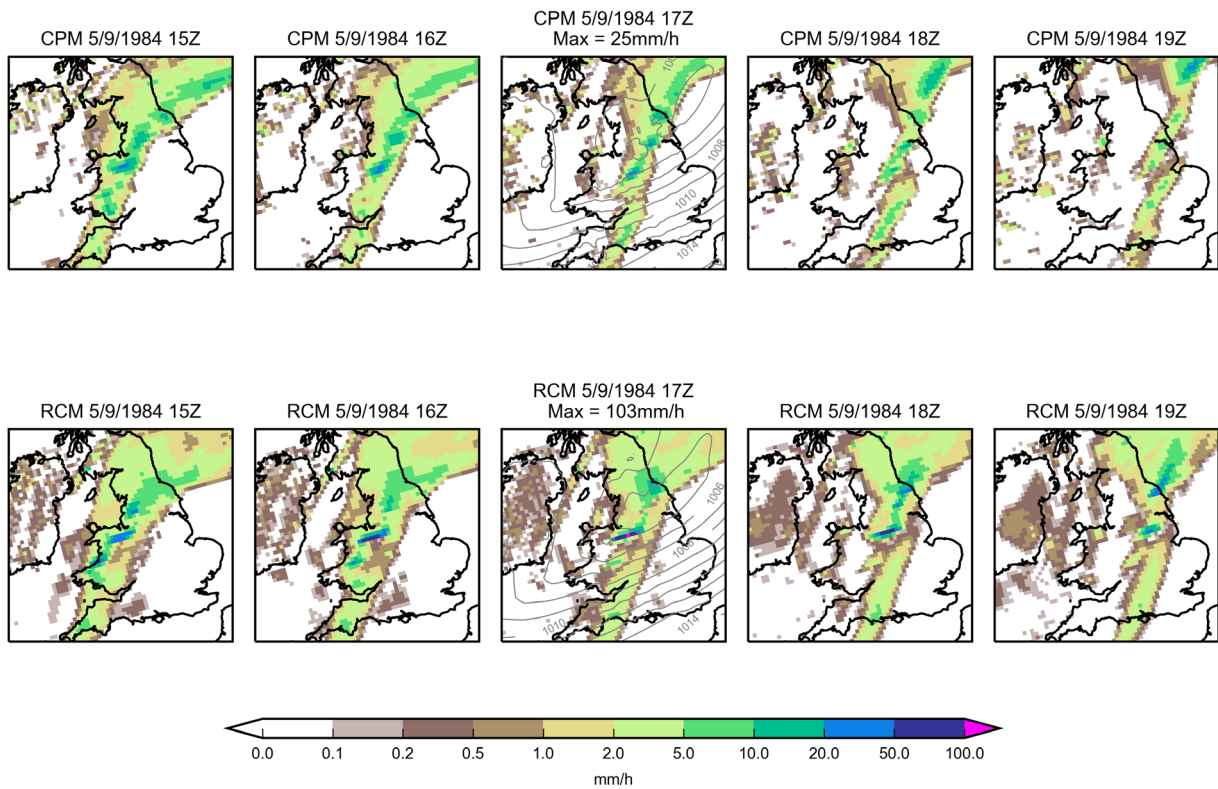 CPM 5/9/1984 15Z
CPM 5/9/1984 16Z
CPM 5/9/1984 17Z
Max = 25mm/h
CPM 5/9/1984 18Z
CPM 5/9/1984 19Z
1008
1010
1014
RCM 5/9/1984 15Z
RCM 5/9/1984 16Z
RCM 5/9/1984 17Z
Max = 103mm/h
RCM 5/9/1984 18Z
RCM 5/9/1984 19Z
1006
1010
1014
0.0 0.1 0.2 0.5 1.0 2.0 5.0 10.0 20.0 50.0 100.0
mm/h